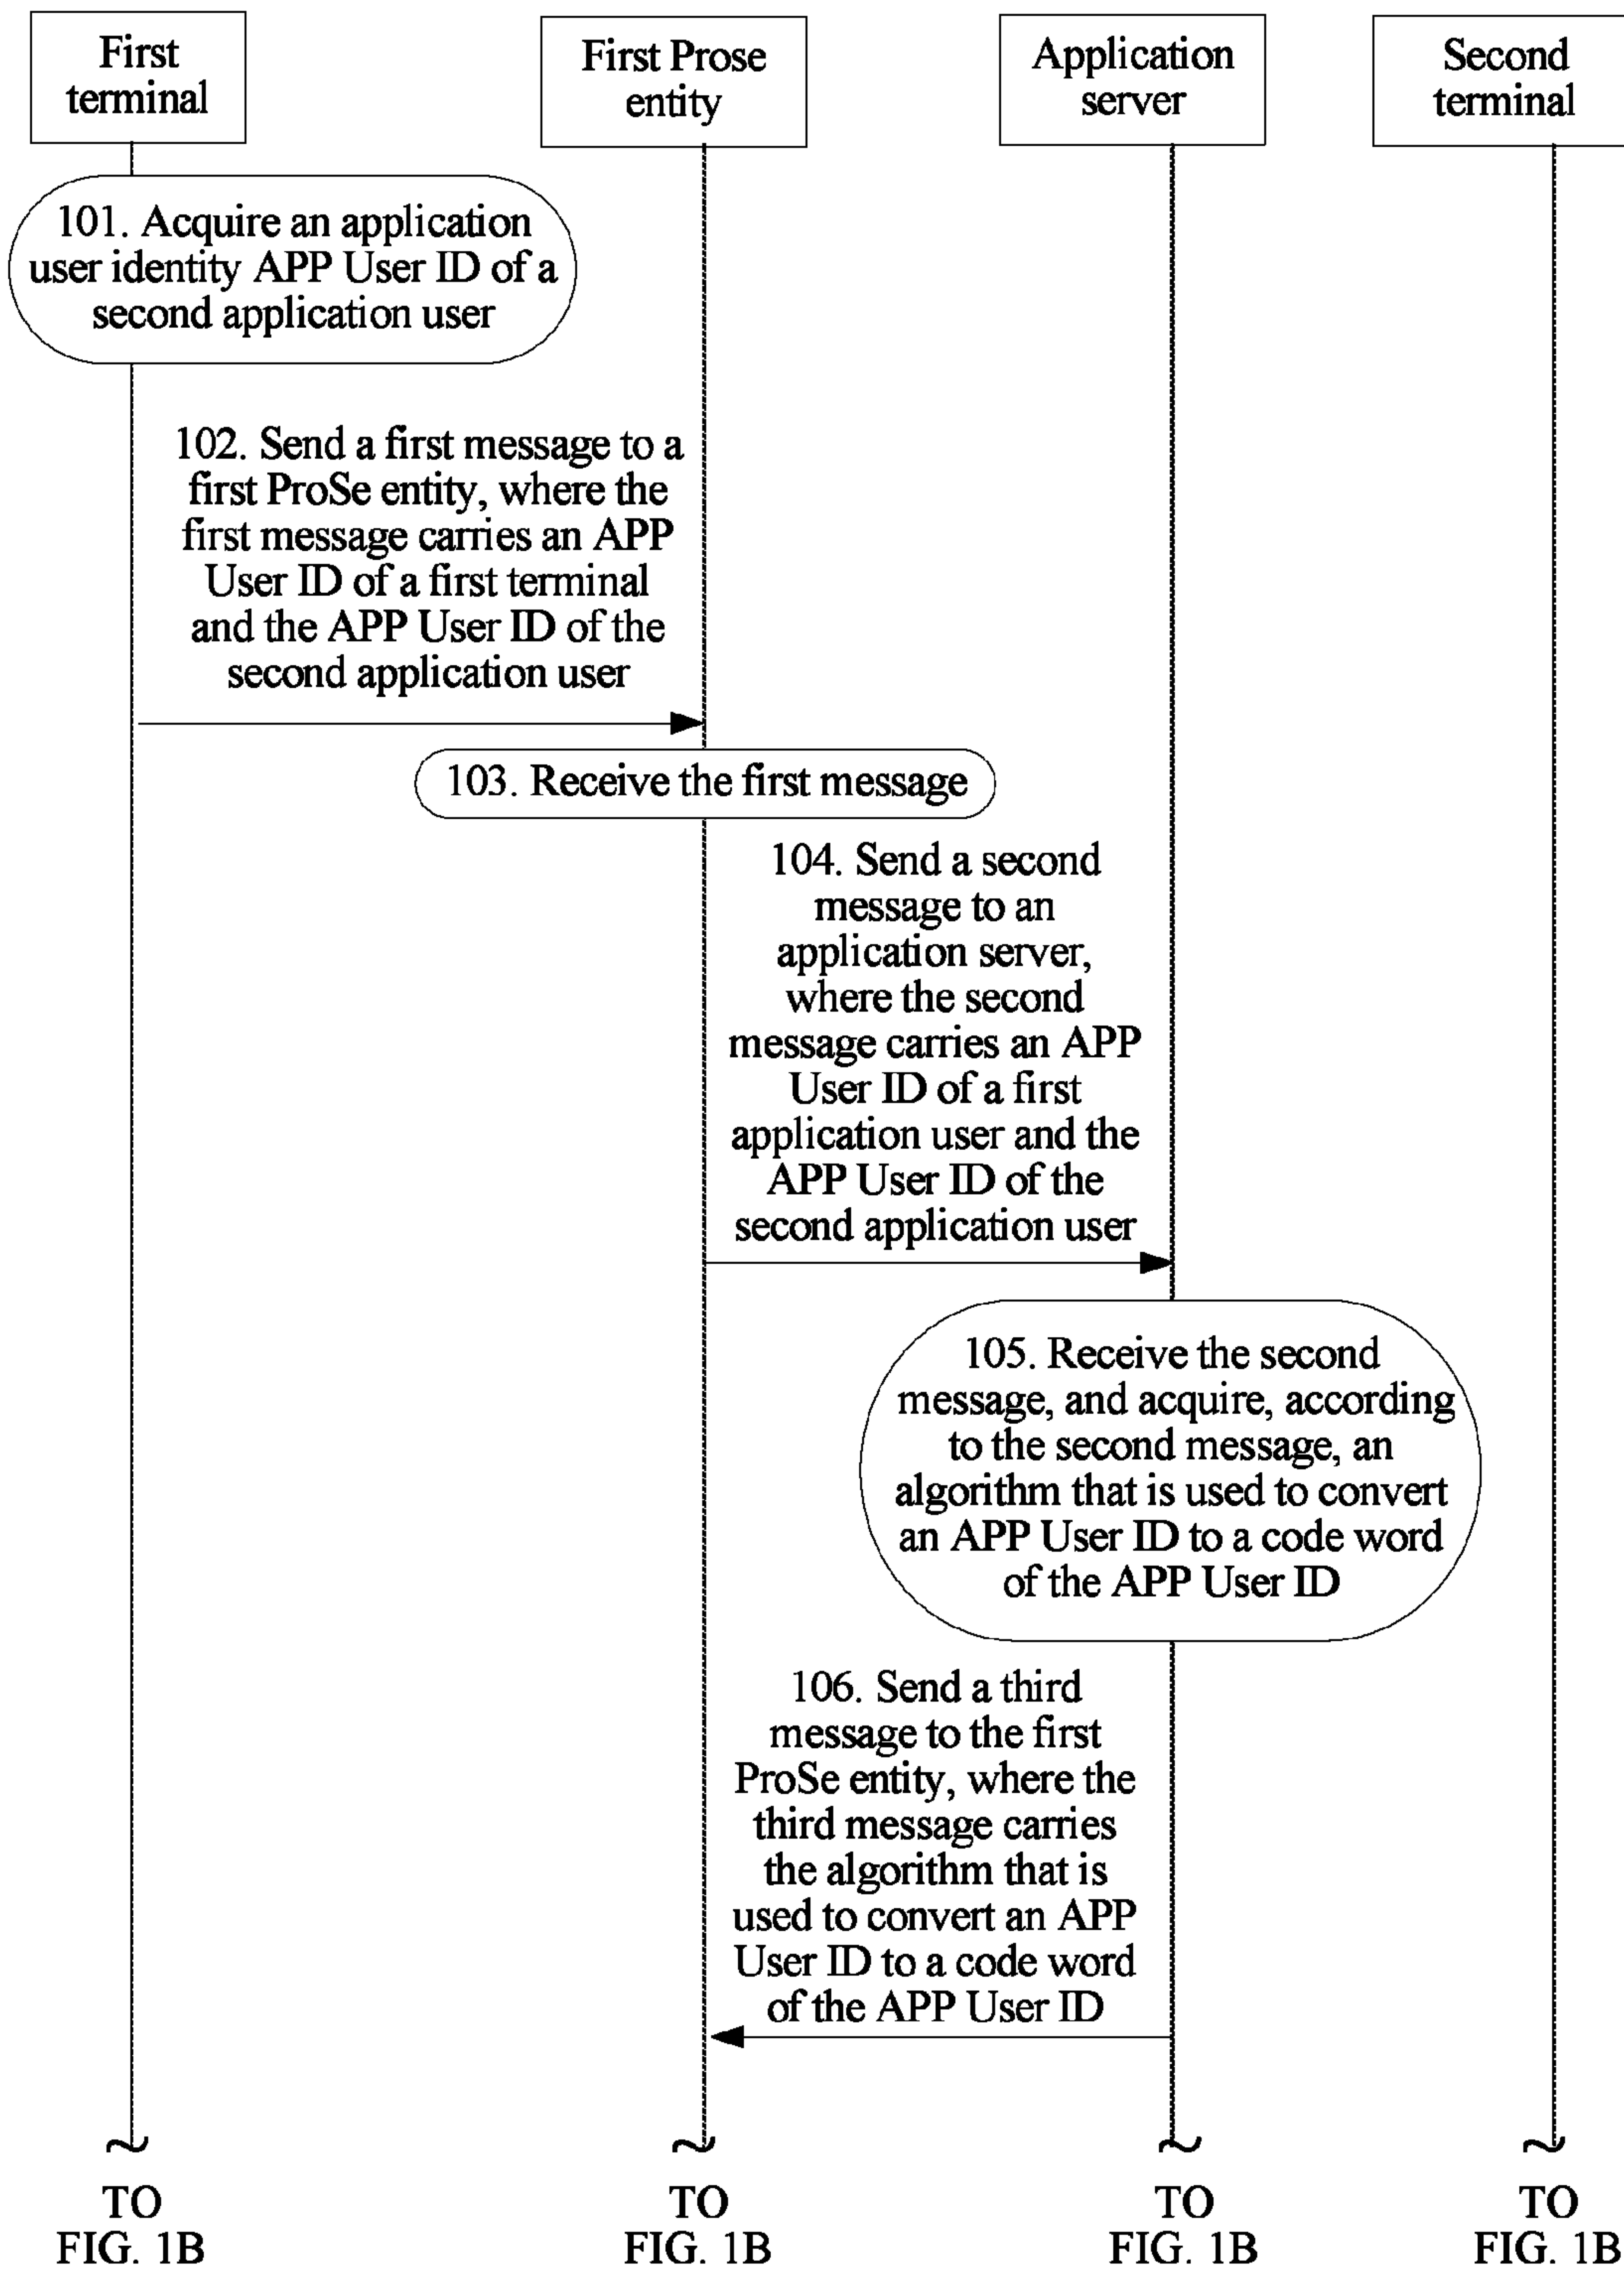 First
terminal
First Prose
entity
Application
server
Second
terminal
101. Acquire an application
user identity APP User ID of a
second application user
102. Send a first message to a
first ProSe entity, where the
first message carries an APP
User ID of a first terminal
and the APP User ID of the
second application user
103. Receive the first message
104. Send a second
message to an
application server,
where the second
message carries an APP
User ID of a first
application user and the
APP User ID of the
second application user
105. Receive the second
message, and acquire, according
to the second message, an
algorithm that is used to convert
an APP User ID to a code word
of the APP User ID
106. Send a third
message to the first
ProSe entity, where the
third message carries
the algorithm that is
used to convert an APP
User ID to a code word
of the APP User ID
TO
FIG. 1B
TO
FIG. 1B
TO
FIG. 1B
TO
FIG. 1B